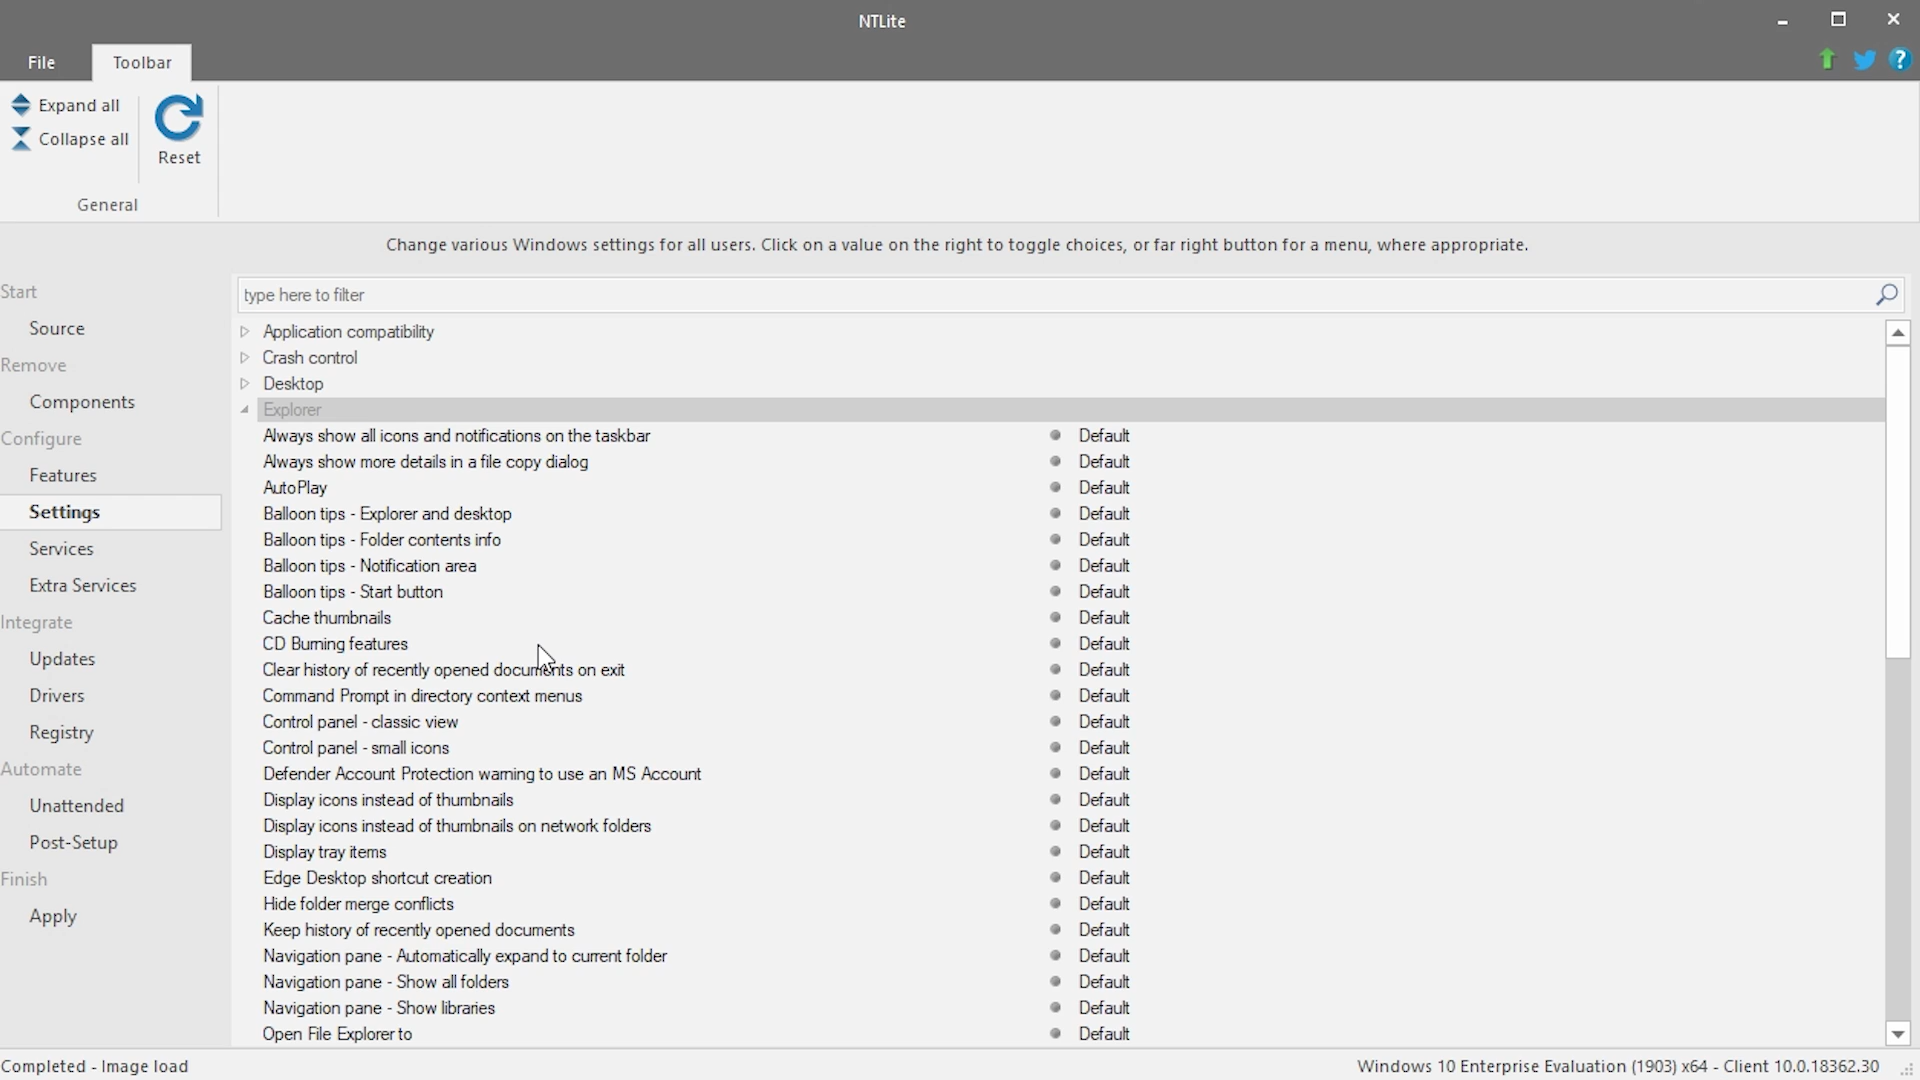 NTLite
File
Toolbar
?
Expand all
Collapse all
Reset
General
Change various Windows settings for all users. Click on a value on the right to toggle choices, or far right button for a menu, where appropriate.
Start
Source
Remove
Components
Configure
Features
Settings
Services
Extra Services
Integrate
Updates
Drivers
Registry
Automate
Unattended
Post-Setup
Finish
Apply
type here to filter
Application compatibility
Crash control
Desktop
Explorer
Always show all icons and notifications on the taskbar Default
Always show more details in a file copy dialog Default
AutoPlay Default
Balloon tips - Explorer and desktop Default
Balloon tips - Folder contents info Default
Balloon tips - Notification area Default
Balloon tips - Start button Default
Cache thumbnails Default
CD Burning features Default
Clear history of recently opened documents on exit Default
Command Prompt in directory context menus Default
Control panel - classic view Default
Control panel - small icons Default
Defender Account Protection warning to use an MS Account Default
Display icons instead of thumbnails Default
Display icons instead of thumbnails on network folders Default
Display tray items Default
Edge Desktop shortcut creation Default
Hide folder merge conflicts Default
Keep history of recently opened documents Default
Navigation pane - Automatically expand to current folder Default
Navigation pane - Show all folders Default
Navigation pane - Show libraries Default
Open File Explorer to Default
Completed - Image load
Windows 10 Enterprise Evaluation (1903) x64 - Client 10.0.18362.30